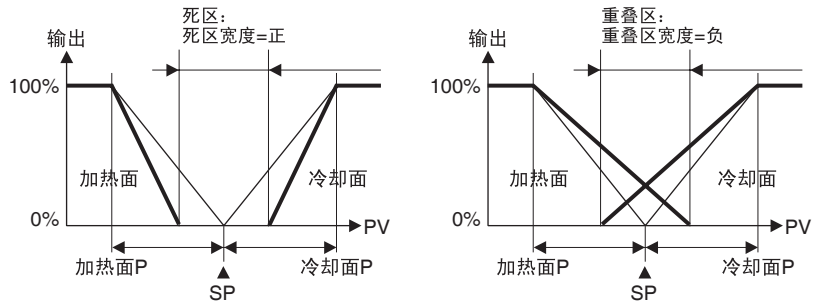 死区：
死区宽度=正
输出
100%
加热面
冷却面
0%
PV
加热面P
冷却面P
SP
重叠区：
重叠区宽度=负
输出
100%
加热面
冷却面
0%
PV
加热面P
冷却面P
SP